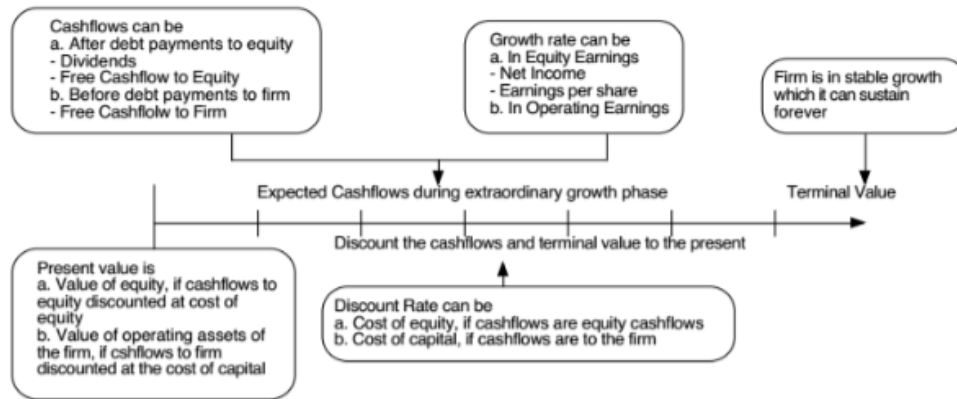 Cashflows can be
a. After debt payments to equity
- Dividends
- Free Cashflow to Equity
b. Before debt payments to firm
- Free Cashflolw to Firm
Growth rate can be
a. In Equity Earnings
- Net Income
- Earnings per share
b. In Operating Earnings
Firm is in stable growth
which it can sustain
forever
Expected Cashflows during extraordinary growth phase
Terminal Value
Discount the cashflows and terminal value to the present
Present value is
a. Value of equity, if cashflows to
equity discounted at cost of
equity
b. Value of operating assets of
the firm, if cshflows to firm
discounted at the cost of capital
Discount Rate can be
a. Cost of equity, if cashflows are equity cashflows
b. Cost of capital, if cashflows are to the firm